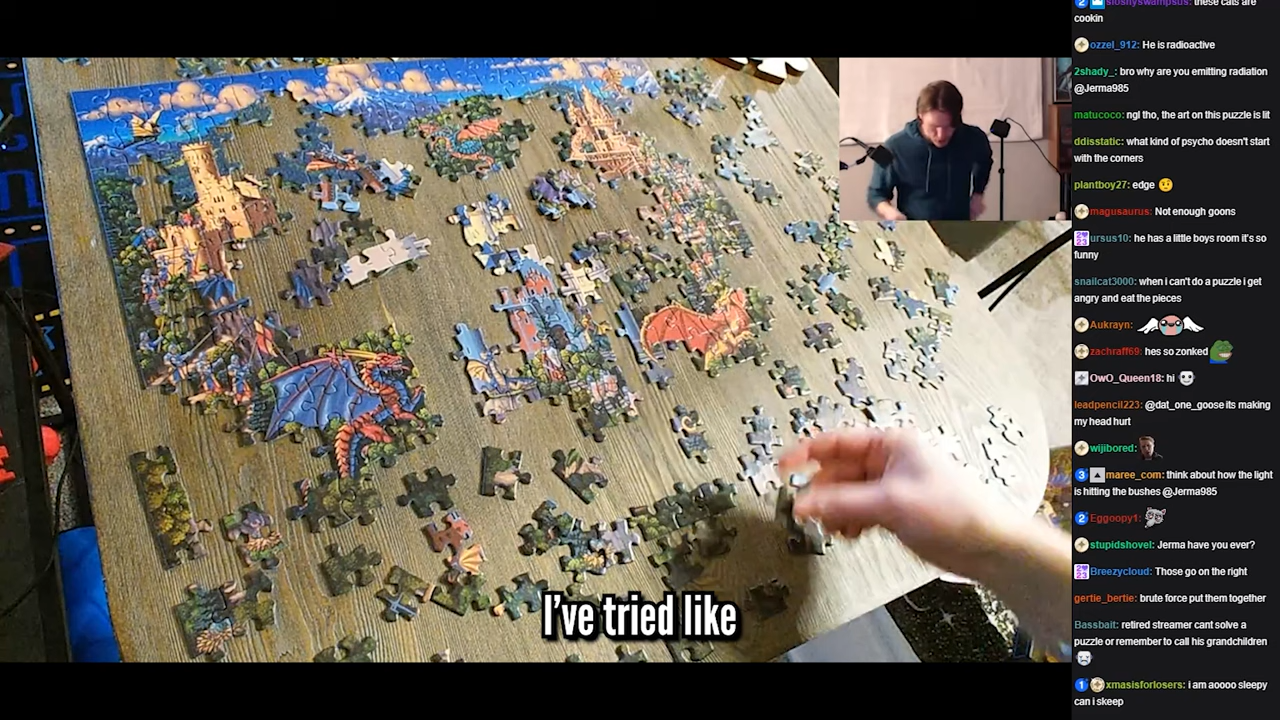 sloshyswampsus: these cats are
cookin
ozzel_912: He is radioactive
2shady_: bro why are you emitting radiation
@Jerma985
matucoco: ngl tho, the art on this puzzle is lit
ddisstatic: what kind of psycho doesn't start
with the corners
plantboy27: edge 🤨
magusaurus: Not enough goons
ursus10: he has a little boys room it's so
funny
snailcat3000: when i can't do a puzzle i get
angry and eat the pieces
Aukrayn:
zachraff69: hes so zonked
OwO_Queen18: hi
leadpencil223: @dat_one_goose its making
my head hurt
wijibored:
maree_com: think about how the light
is hitting the bushes @Jerma985
Eggoopy1:
stupidshovel: Jerma have you ever?
Breezycloud: Those go on the right
gertie_bertie: brute force put them together
Bassbait: retired streamer cant solve a
puzzle or remember to call his grandchildren
xmasisforlosers: i am aoooo sleepy
can i skeep
I've tried like